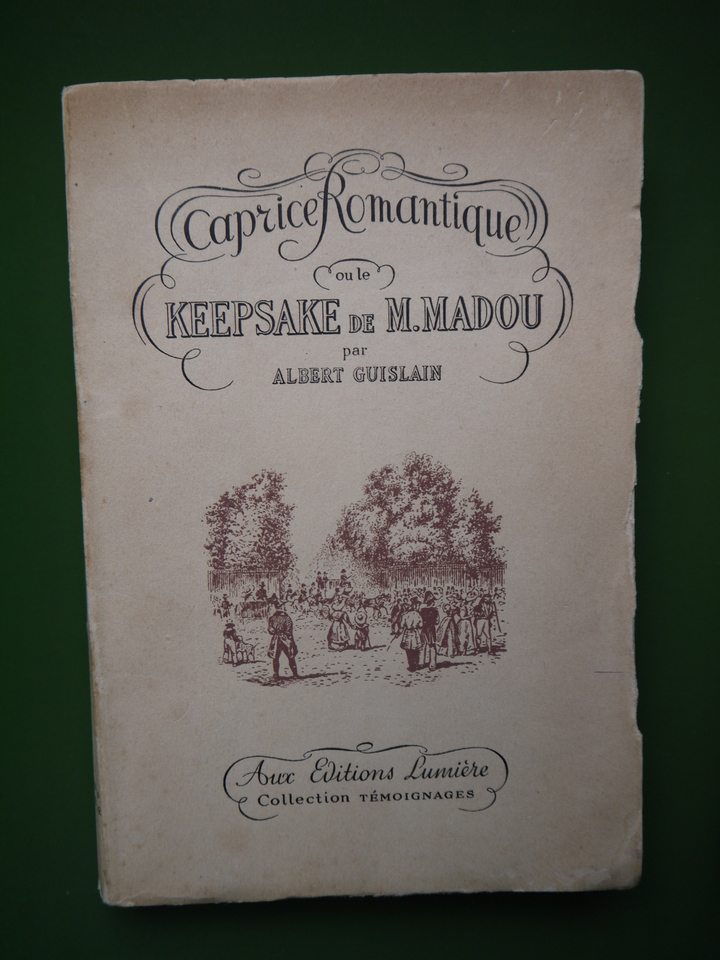 Caprice Romantique
ou le
KEEPSAKE DE M. MADOU
par
ALBERT GUISLAIN
Aux Editions Lumière
Collection TÉMOIGNAGES